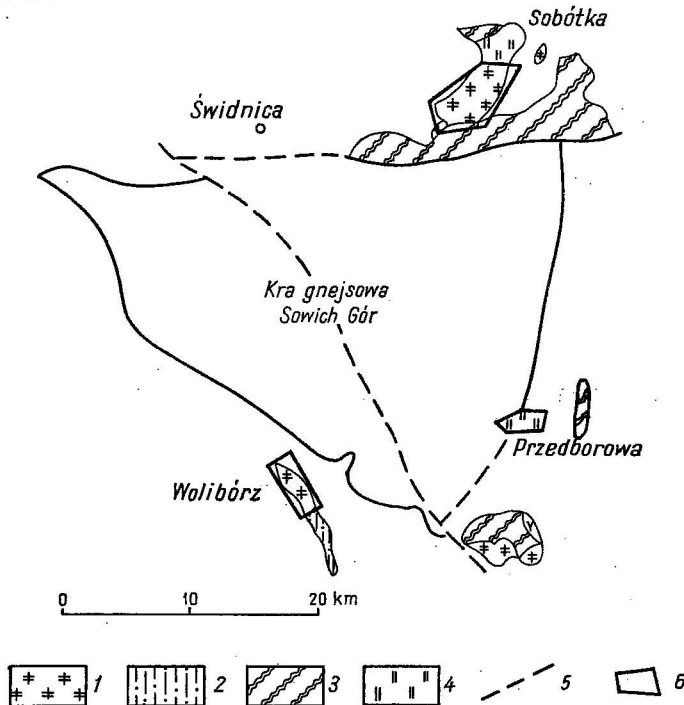 Sobótka
Świdnica
Kra gnejsowa
Sowich Gór
Przedborowa
Wolibórz
0 10 20 km
1 2 3 4 5 6